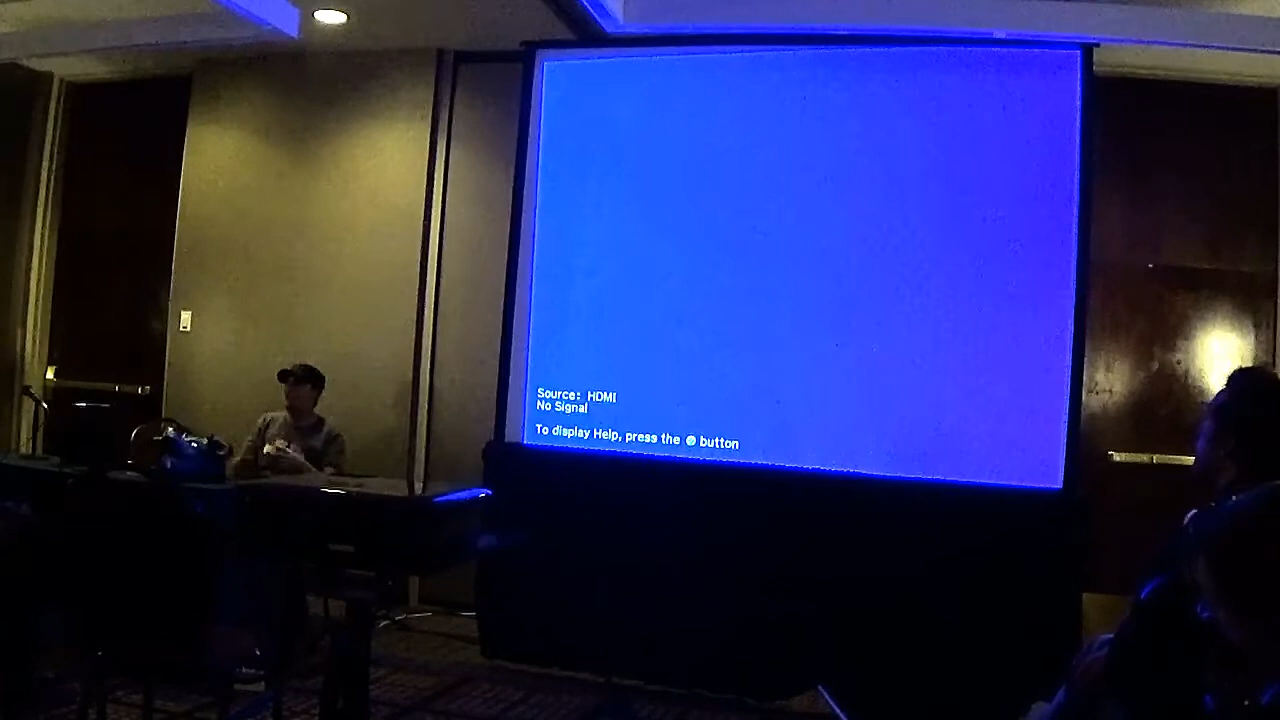 Source: HDMI
No Signal
To display Help, press the button